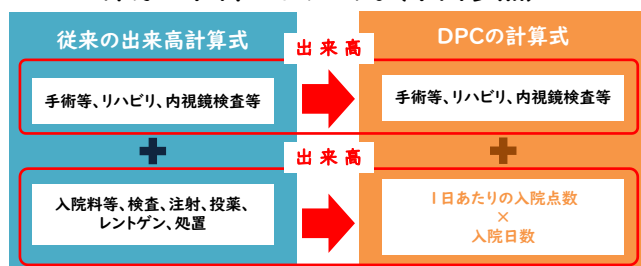 従来の出来高計算式
出来高
DPCの計算式
手術等、リハビリ、内視鏡検査等
手術等、リハビリ、内視鏡検査等
出来高
入院料等、検査、注射、投薬、
レントゲン、処置
1日あたりの入院点数
×
入院日数